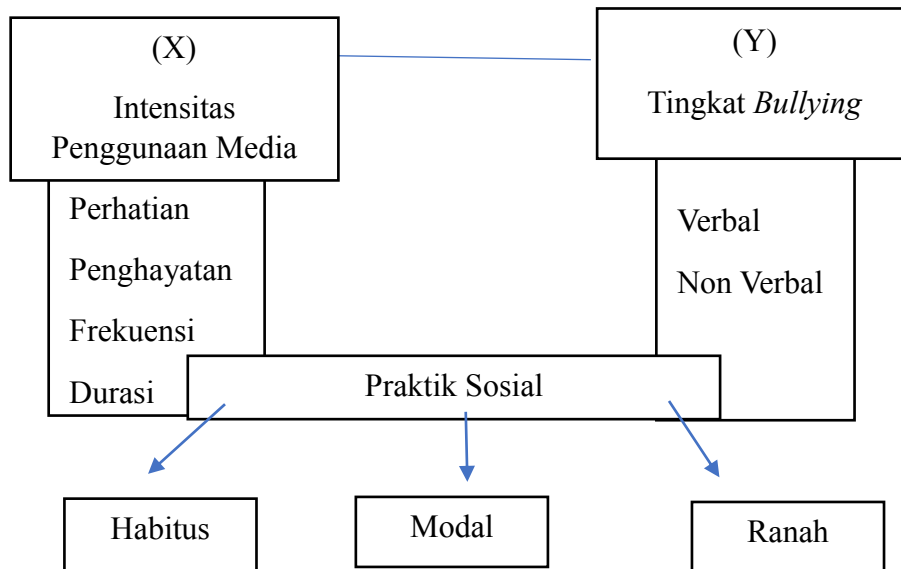 (X)
Intensitas
Penggunaan Media
(Y)
Tingkat Bullying
Perhatian
Penghayatan
Frekuensi
Durasi
Verbal
Non Verbal
Praktik Sosial
Habitus
Modal
Ranah